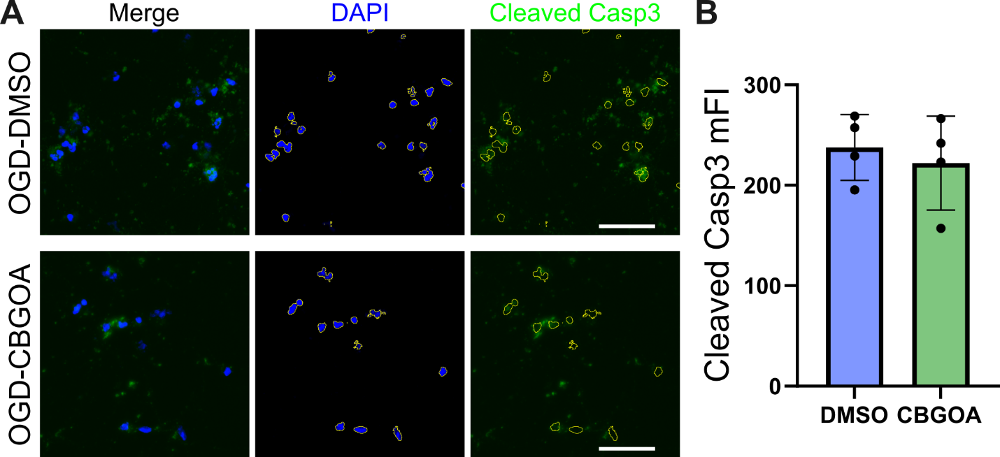 A
Merge
DAPI
Cleaved Casp3
B
OGD-DMSO
OGD-CBGOA
Cleaved Casp3 mFI
300
200
100
0
DMSO CBGOA